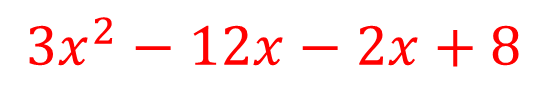 3x² − 12x − 2x + 8